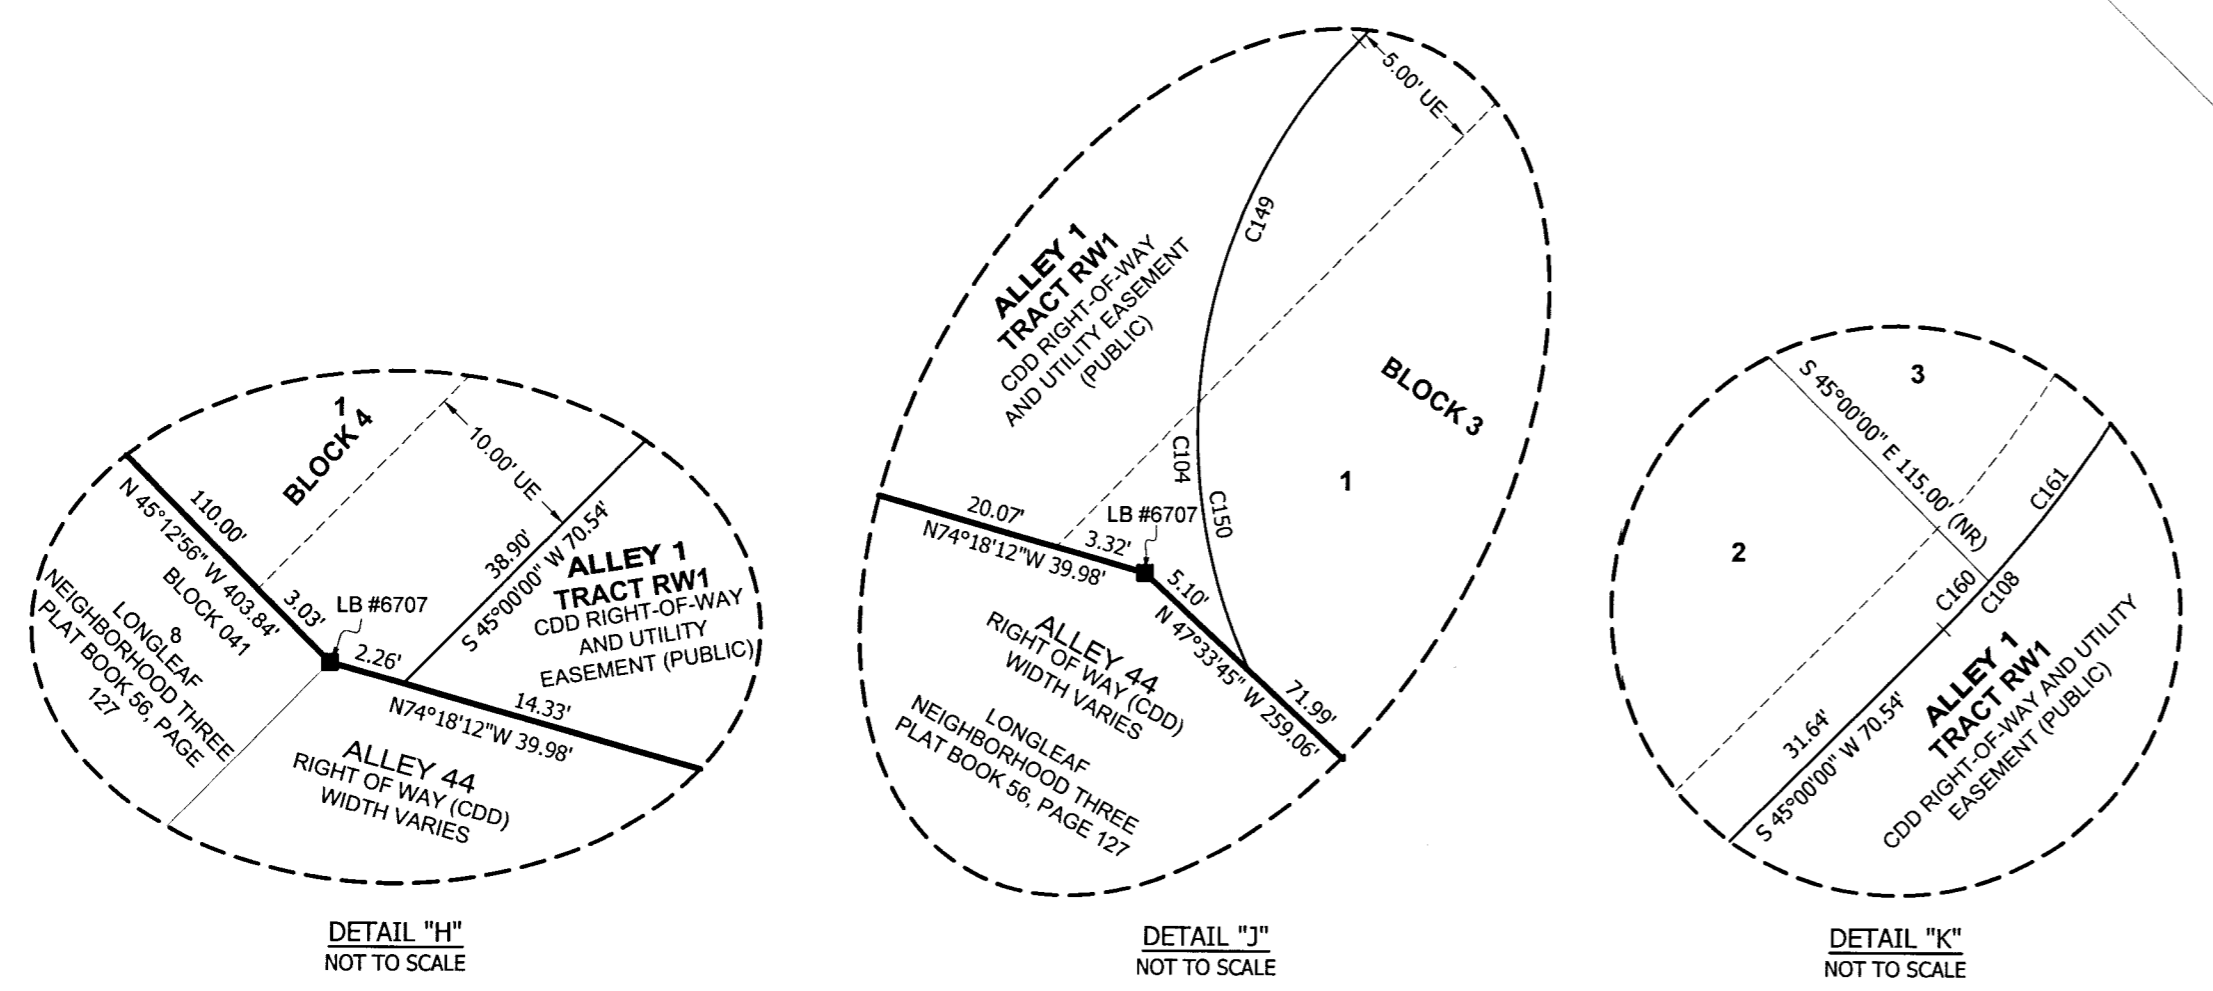 1
BLOCK 4
10.00' UE
110.00'
N 45°12'56" W 403.84'
BLOCK 041
8
LONGLEAF
NEIGHBORHOOD THREE
PLAT BOOK 56, PAGE
127
3.03'
LB #6707
2.26'
38.90'
S 45°00'00" W 70.54'
ALLEY 1
TRACT RW1
CDD RIGHT-OF-WAY
AND UTILITY
EASEMENT (PUBLIC)
14.33'
N74°18'12"W 39.98'
ALLEY 44
RIGHT OF WAY (CDD)
WIDTH VARIES
DETAIL "H"
NOT TO SCALE
5.00' UE
C149
ALLEY 1
TRACT RW1
CDD RIGHT-OF-WAY
AND UTILITY EASEMENT
(PUBLIC)
BLOCK 3
1
C104
C150
20.07'
3.32'
N74°18'12"W 39.98'
LB #6707
5.10'
N 47°33'45" W 259.06'
71.99'
ALLEY 44
RIGHT OF WAY (CDD)
WIDTH VARIES
LONGLEAF
NEIGHBORHOOD THREE
PLAT BOOK 56, PAGE 127
DETAIL "J"
NOT TO SCALE
3
S 45°00'00" E 115.00' (NR)
2
C161
C160
C108
31.64'
S 45°00'00" W 70.54'
ALLEY 1
TRACT RW1
CDD RIGHT-OF-WAY AND UTILITY
EASEMENT (PUBLIC)
DETAIL "K"
NOT TO SCALE